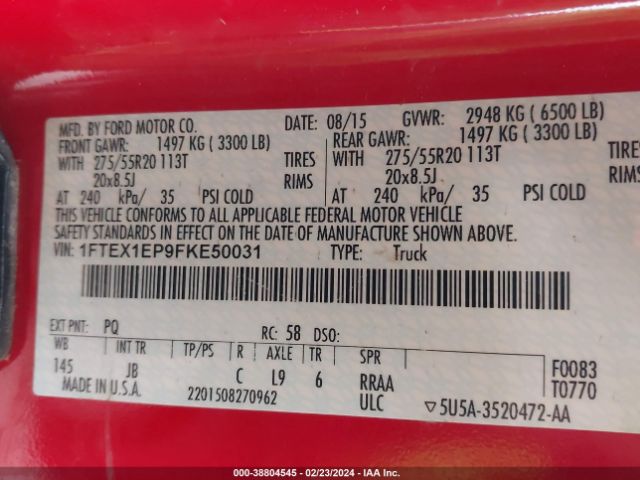 MFD. BY FORD MOTOR CO. DATE: 08/15 GVWR: 2948 KG ( 6500 LB)
FRONT GAWR: 1497 KG ( 3300 LB) REAR GAWR: 1497 KG ( 3300 LB)
WITH 275/55R20 113T TIRES WITH 275/55R20 113T TIRES
20x8.5J RIMS 20x8.5J RIMS
AT 240 kPa/ 35 PSI COLD AT 240 kPa/ 35 PSI COLD
THIS VEHICLE CONFORMS TO ALL APPLICABLE FEDERAL MOTOR VEHICLE
SAFETY STANDARDS IN EFFECT ON THE DATE OF MANUFACTURE SHOWN ABOVE.
VIN: 1FTEX1EP9FKE50031 TYPE: Truck
EXT PNT: PQ RC: 58 DSO:
WB INT TR TP/PS R AXLE TR SPR F0083
145 JB C L9 6 RRAA T0770
MADE IN U.S.A. 2201508270962 ULC ▽5U5A-3520472-AA
000-38804545 - 02/23/2024 - IAA Inc.